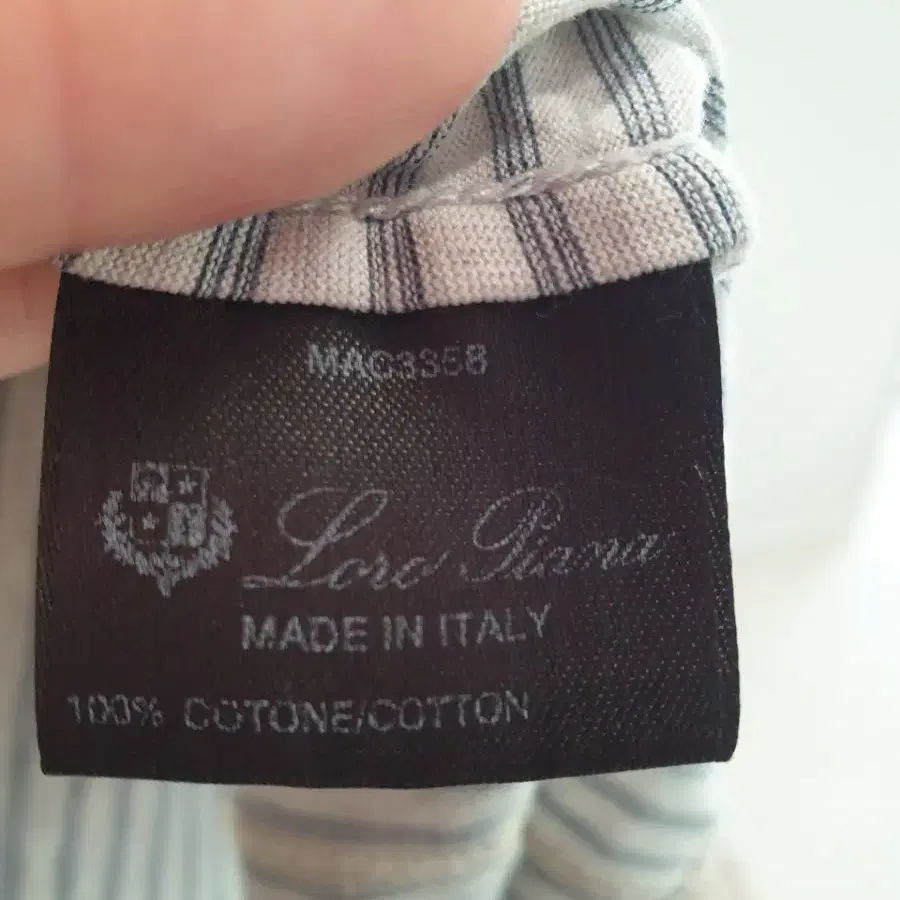 MAC3358
Loro Piana
MADE IN ITALY
100% COTONE/COTTON